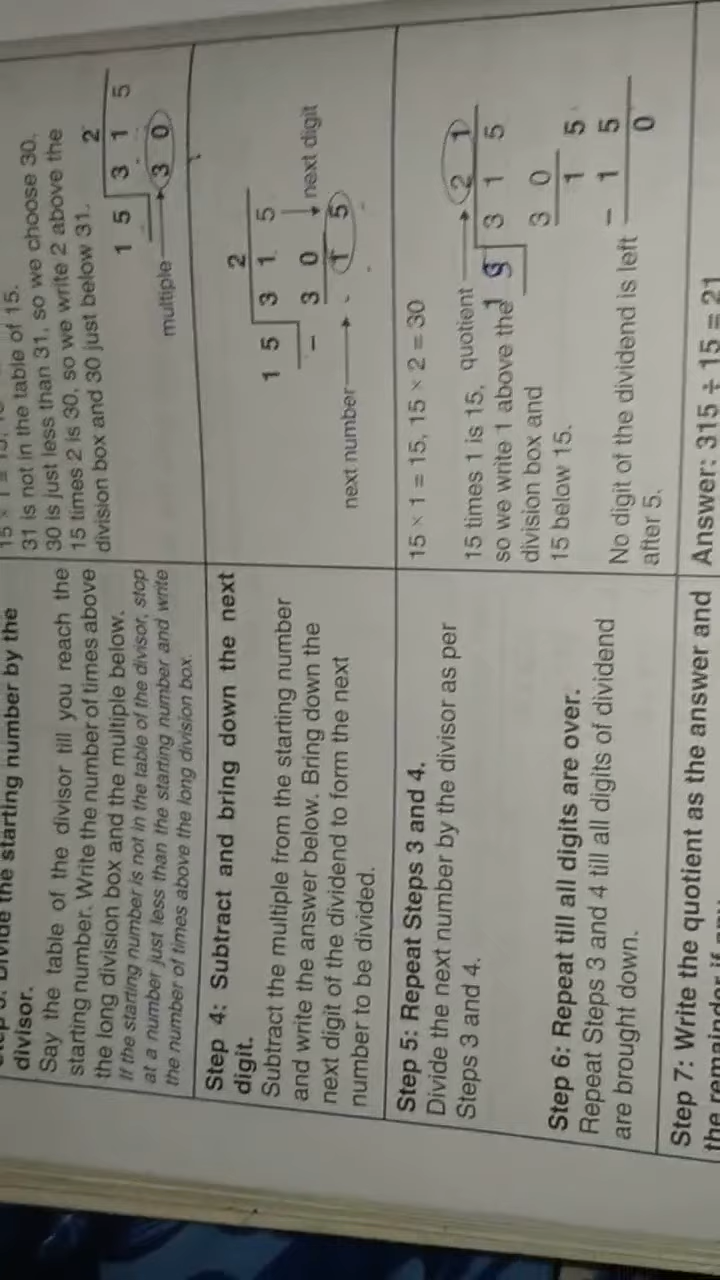 divisor.
Say the table of the divisor till you reach the
starting number. Write the number of times above
the long division box and the multiple below.
If the starting number is not in the table of the divisor, stop
at a number just less than the starting number and write
the number of times above the long division box.
31 is not in the table of 15.
30 is just less than 31, so we choose 30.
15 times 2 is 30, so we write 2 above the
division box and 30 just below 31.
2
1 5 3 1 5
multiple 3 0
Step 4: Subtract and bring down the next
digit.
Subtract the multiple from the starting number
and write the answer below. Bring down the
next digit of the dividend to form the next
number to be divided.
2
1 5 3 1 5
- 3 0 next digit
next number 1 5
Step 5: Repeat Steps 3 and 4.
Divide the next number by the divisor as per
Steps 3 and 4.
15 × 1 = 15, 15 × 2 = 30
15 times 1 is 15, quotient 2 1
so we write 1 above the 3 1 5
division box and 3 0
15 below 15. 1 5
- 1 5
0
Step 6: Repeat till all digits are over.
Repeat Steps 3 and 4 till all digits of dividend
are brought down.
No digit of the dividend is left
after 5.
Step 7: Write the quotient as the answer and
Answer: 315 ÷ 15 = 21